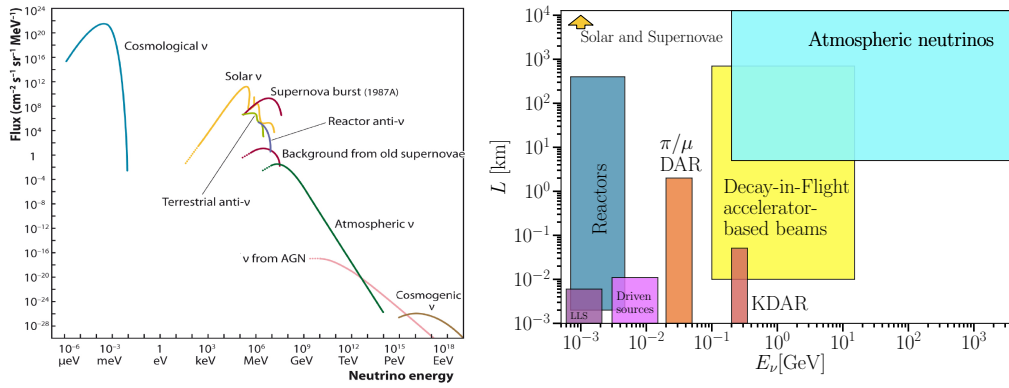 Flux (cm⁻² s⁻¹ sr⁻¹ MeV⁻¹)
10²⁴
10²⁰
10¹⁶
10¹²
10⁸
10⁴
1
10⁻⁴
10⁻⁸
10⁻¹²
10⁻¹⁶
10⁻²⁰
10⁻²⁴
10⁻²⁸
Cosmological ν
Solar ν
Supernova burst (1987A)
Reactor anti-ν
Background from old supernovae
Terrestrial anti-ν
Atmospheric ν
ν from AGN
Cosmogenic
ν
10⁻⁶ 10⁻³ 1 10³ 10⁶ 10⁹ 10¹² 10¹⁵ 10¹⁸
μeV meV eV keV MeV GeV TeV PeV EeV
Neutrino energy
L [km]
10⁴
10³
10²
10¹
10⁰
10⁻¹
10⁻²
10⁻³
Solar and Supernovae
Atmospheric neutrinos
Reactors
π/μ
DAR
Decay-in-Flight
accelerator-
based beams
LLS
Driven
sources
KDAR
10⁻³ 10⁻² 10⁻¹ 10⁰ 10¹ 10² 10³
E_ν[GeV]